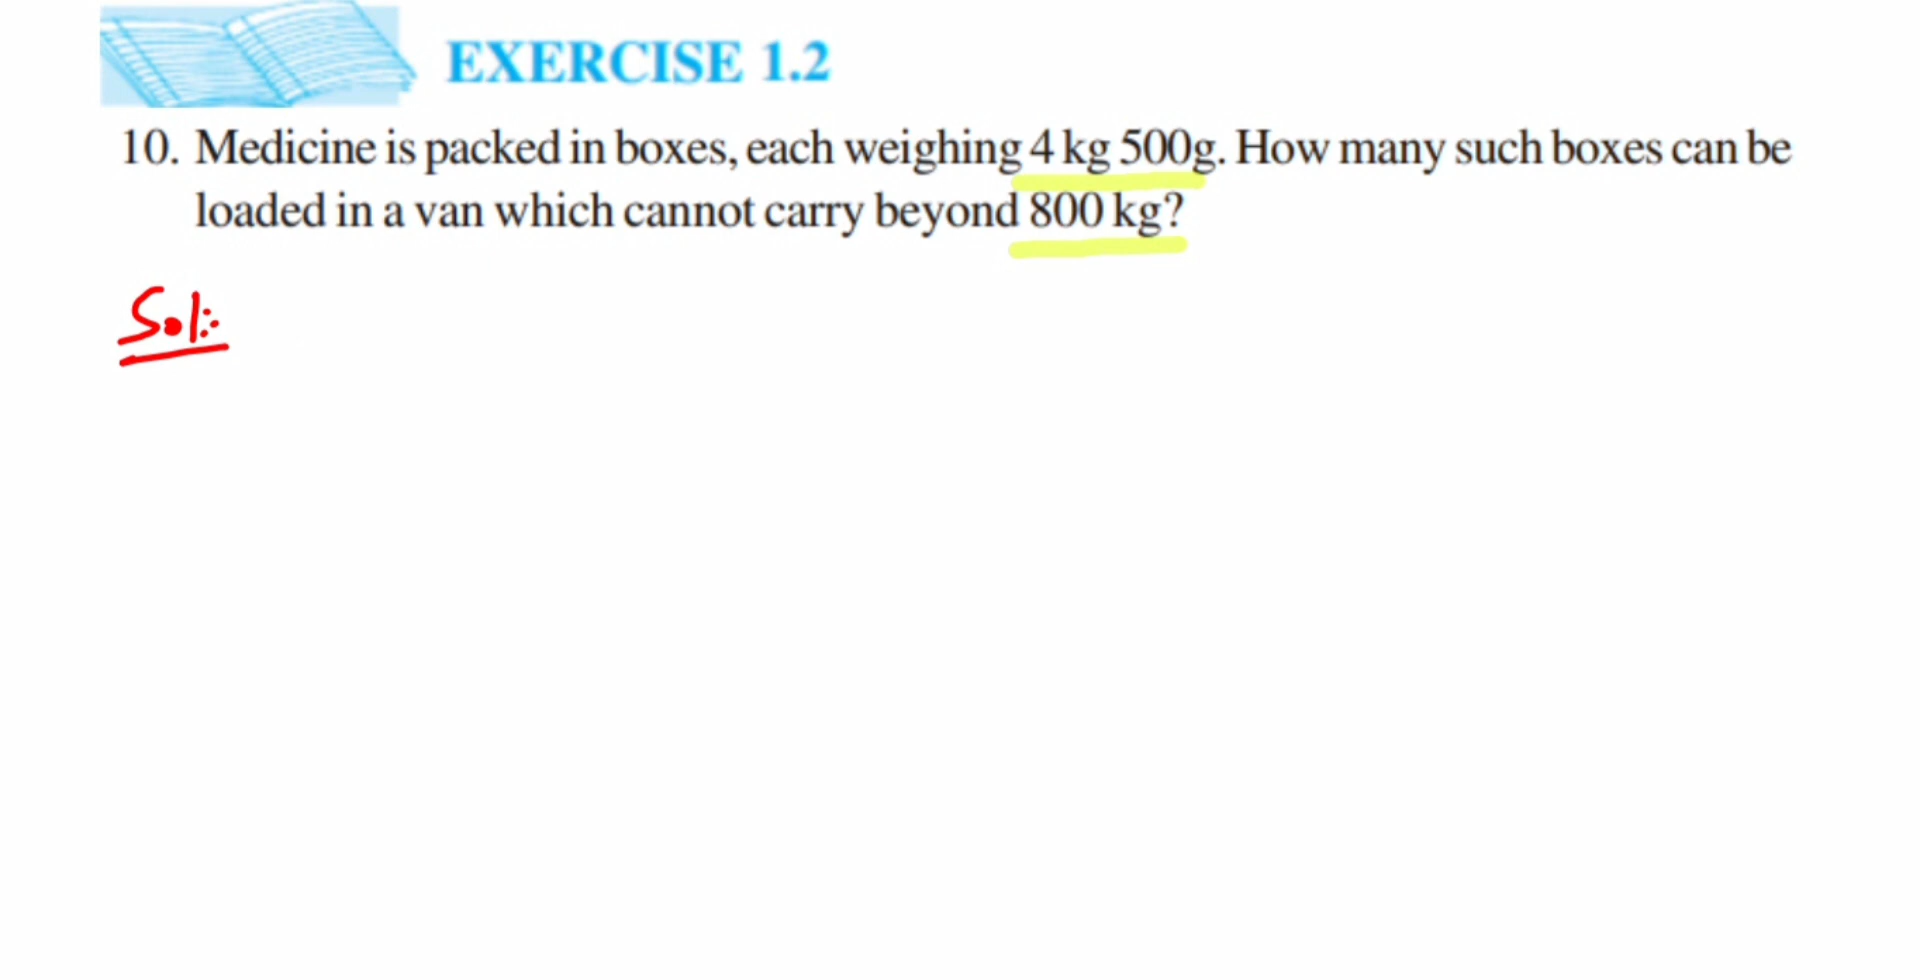 EXERCISE 1.2
10. Medicine is packed in boxes, each weighing 4 kg 500g. How many such boxes can be
loaded in a van which cannot carry beyond 800 kg?
Sol: